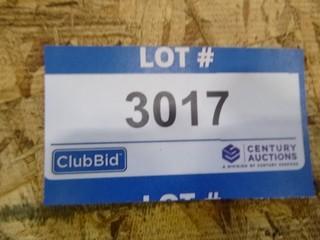 LOT #
3017
ClubBid
CENTURY
AUCTIONS
A DIVISION OF CENTURY SERVICES
LOT #